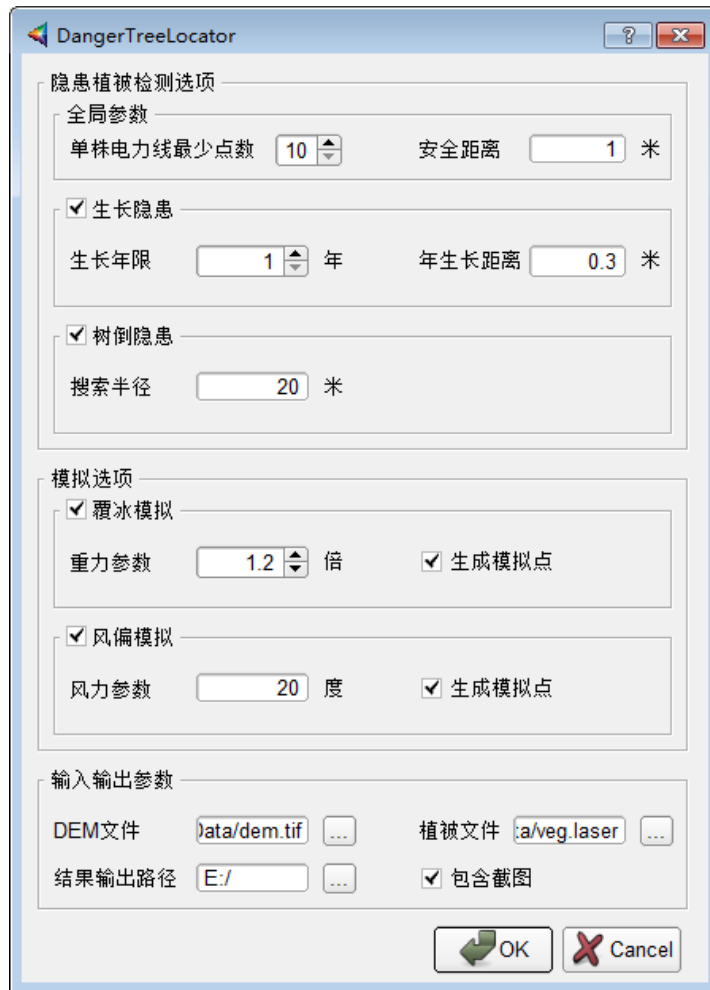 DangerTreeLocator
隐患植被检测选项
全局参数
单株电力线最少点数 10 安全距离 1 米
生长隐患
生长年限 1 年 年生长距离 0.3 米
树倒隐患
搜索半径 20 米
模拟选项
覆冰模拟
重力参数 1.2 倍 生成模拟点
风偏模拟
风力参数 20 度 生成模拟点
输入输出参数
DEM文件 Data/dem.tif ... 植被文件 ta/veg.laser ...
结果输出路径 E:/ ... 包含截图
OK Cancel